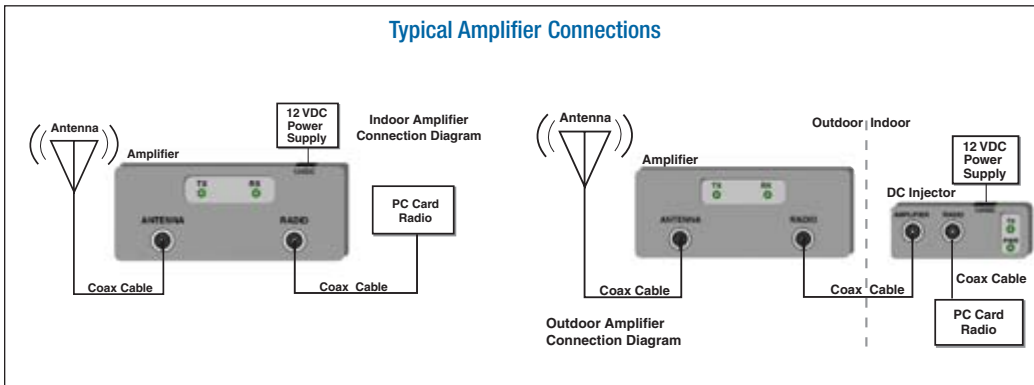 Typical Amplifier Connections
Antenna
12 VDC
Power
Supply
Indoor Amplifier
Connection Diagram
Amplifier
TX RX
ANTENNA RADIO
PC Card
Radio
Coax Cable
Coax Cable
Antenna
Outdoor Indoor
Amplifier
12 VDC
Power
Supply
DC Injector
TX RX
ANTENNA RADIO
AMPLIFIER RADIO
TX
PWR
Coax Cable
Coax Cable
Coax Cable
PC Card
Radio
Outdoor Amplifier
Connection Diagram